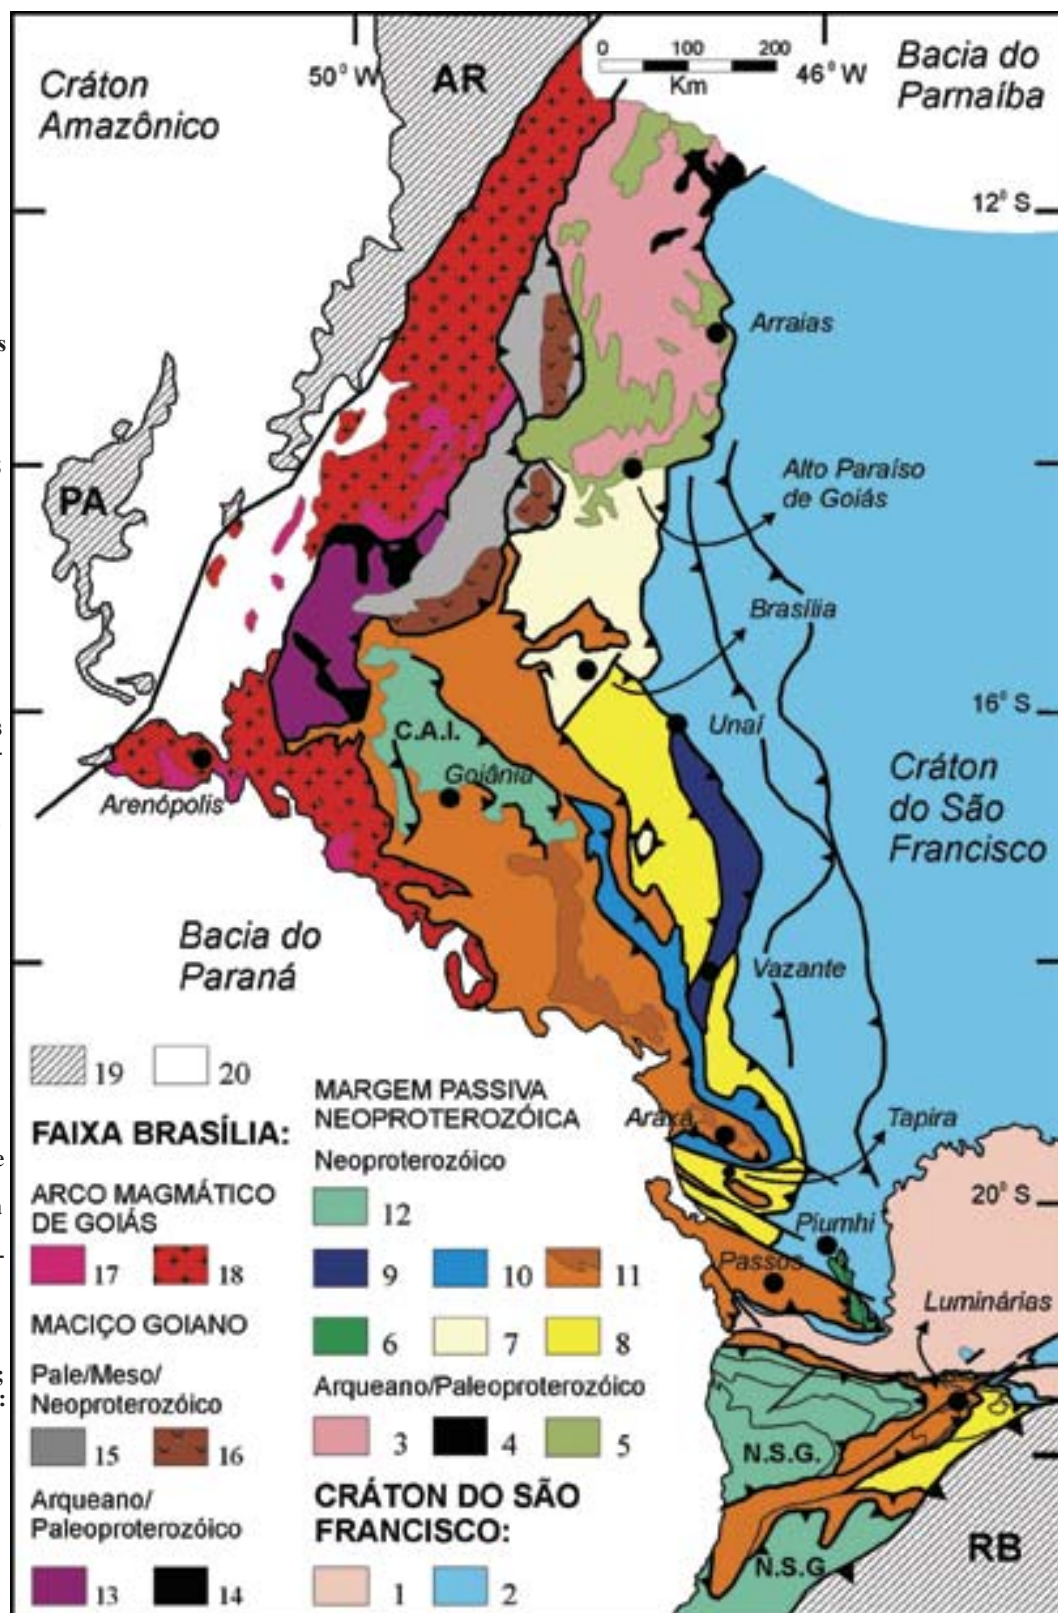 Cráton
Amazônico
50° W
AR
0 100 200
Km
46° W
Bacia do
Parnaíba
12° S
Arraias
s
PA
Alto Paraíso
de Goiás
Brasília
16° S
Unaí
C.A.I.
Goiânia
Arenópolis
Cráton
do São
Francisco
Bacia do
Paraná
Vazante
19
20
FAIXA BRASÍLIA:
ARCO MAGMÁTICO
DE GOIÁS
17
18
MACIÇO GOIANO
Pale/Meso/
Neoproterozóico
15
16
Arqueano/
Paleoproterozóico
13
14
MARGEM PASSIVA
NEOPROTEROZÓICA
Neoproterozóico
12
9
10
11
6
7
8
Arqueano/Paleoproterozóico
3
4
5
CRÁTON DO SÃO
FRANCISCO:
1
2
Araxá
Tapira
20° S
Piumhi
Passos
Luminárias
N.S.G.
N.S.G
RB